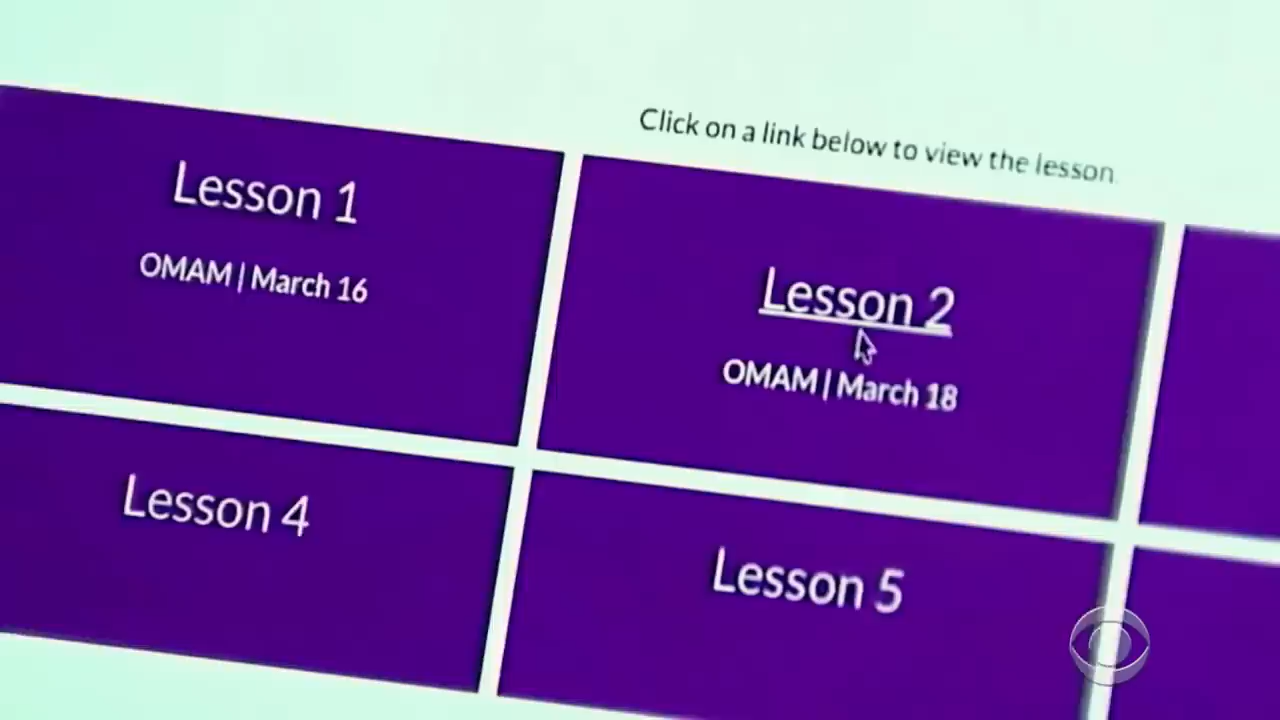 Click on a link below to view the lesson.
Lesson 1
OMAM | March 16
Lesson 2
OMAM | March 18
Lesson 4
Lesson 5